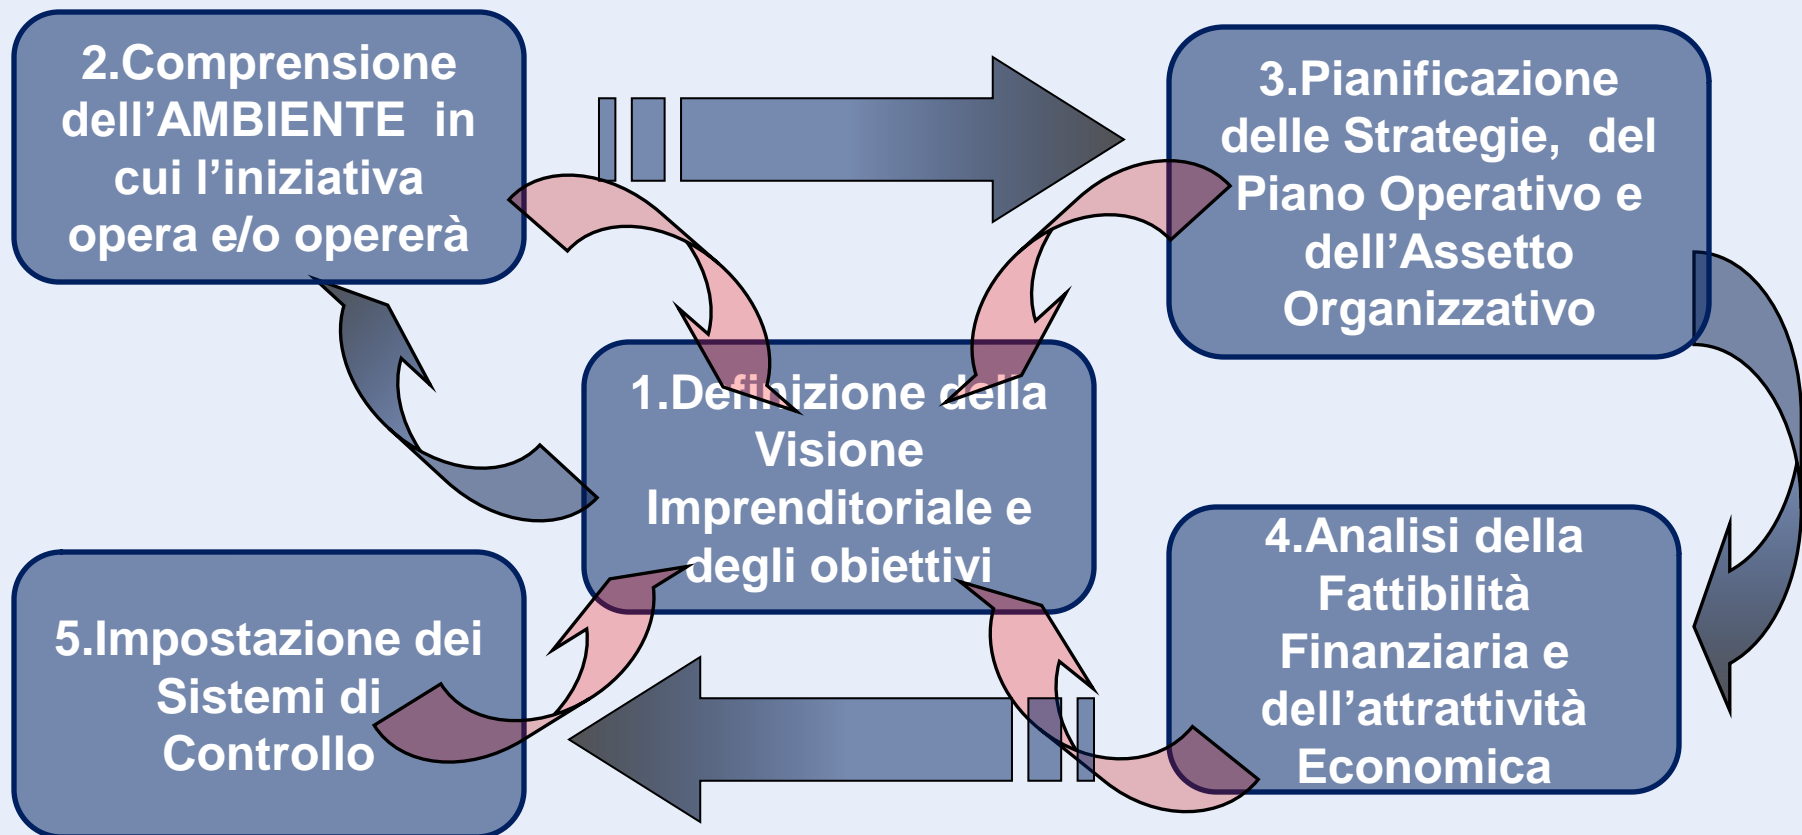 2.Comprensione
dell’AMBIENTE  in
cui l’iniziativa
opera e/o opererà
3.Pianificazione
delle Strategie,  del
Piano Operativo e
dell’Assetto
Organizzativo
1.Definizione della
Visione
Imprenditoriale e
degli obiettivi
4.Analisi della
Fattibilità
Finanziaria e
dell’attrattività
Economica
5.Impostazione dei
Sistemi di
Controllo